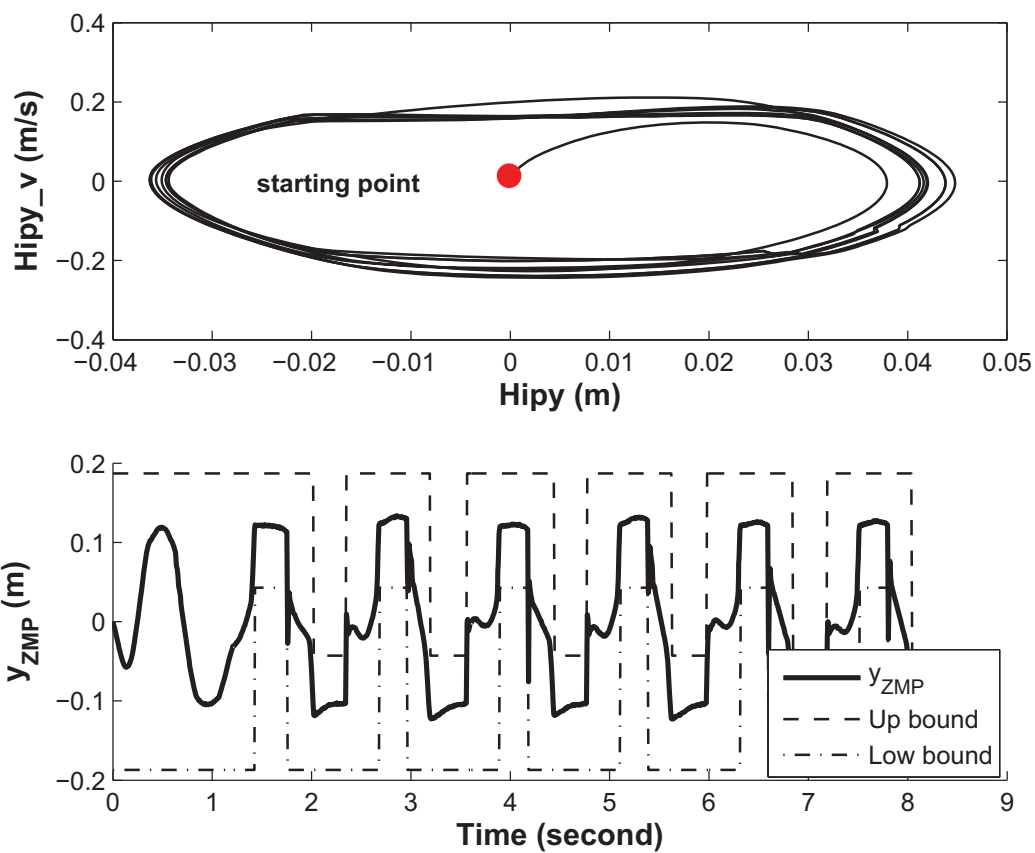 0.4
0.2
0
−0.2
−0.4
Hipy_v (m/s)
starting point
−0.04 −0.03 −0.02 −0.01 0 0.01 0.02 0.03 0.04 0.05
Hipy (m)
0.2
0.1
0
−0.1
−0.2
y_ZMP (m)
y_ZMP
Up bound
Low bound
0 1 2 3 4 5 6 7 8 9
Time (second)